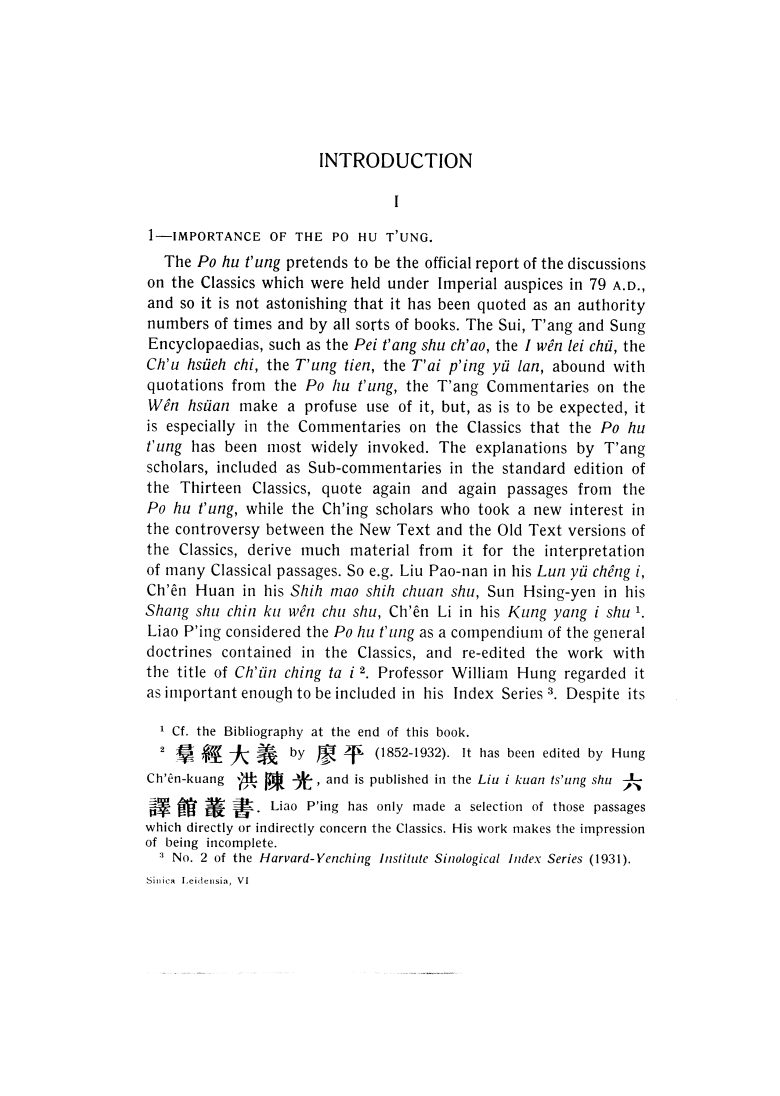 INTRODUCTION
I
1—IMPORTANCE OF THE PO HU T'UNG.
The Po hu t'ung pretends to be the official report of the discussions
on the Classics which were held under Imperial auspices in 79 A.D.,
and so it is not astonishing that it has been quoted as an authority
numbers of times and by all sorts of books. The Sui, T'ang and Sung
Encyclopaedias, such as the Pei t'ang shu ch'ao, the I wên lei chü, the
Ch'u hsüeh chi, the T'ung tien, the T'ai p'ing yü lan, abound with
quotations from the Po hu t'ung, the T'ang Commentaries on the
Wên hsüan make a profuse use of it, but, as is to be expected, it
is especially in the Commentaries on the Classics that the Po hu
t'ung has been most widely invoked. The explanations by T'ang
scholars, included as Sub-commentaries in the standard edition of
the Thirteen Classics, quote again and again passages from the
Po hu t'ung, while the Ch'ing scholars who took a new interest in
the controversy between the New Text and the Old Text versions of
the Classics, derive much material from it for the interpretation
of many Classical passages. So e.g. Liu Pao-nan in his Lun yü chêng i,
Ch'ên Huan in his Shih mao shih chuan shu, Sun Hsing-yen in his
Shang shu chin ku wên chu shu, Ch'ên Li in his Kung yang i shu ¹.
Liao P'ing considered the Po hu t'ung as a compendium of the general
doctrines contained in the Classics, and re-edited the work with
the title of Ch'ün ching ta i ². Professor William Hung regarded it
as important enough to be included in his Index Series ³. Despite its
¹ Cf. the Bibliography at the end of this book.
² 羣經大義 by 廖平 (1852-1932). It has been edited by Hung
Ch'ên-kuang 洪陳光, and is published in the Liu i kuan ts'ung shu 六
譯館叢書. Liao P'ing has only made a selection of those passages
which directly or indirectly concern the Classics. His work makes the impression
of being incomplete.
³ No. 2 of the Harvard-Yenching Institute Sinological Index Series (1931).
Sinica Leidensia, VI